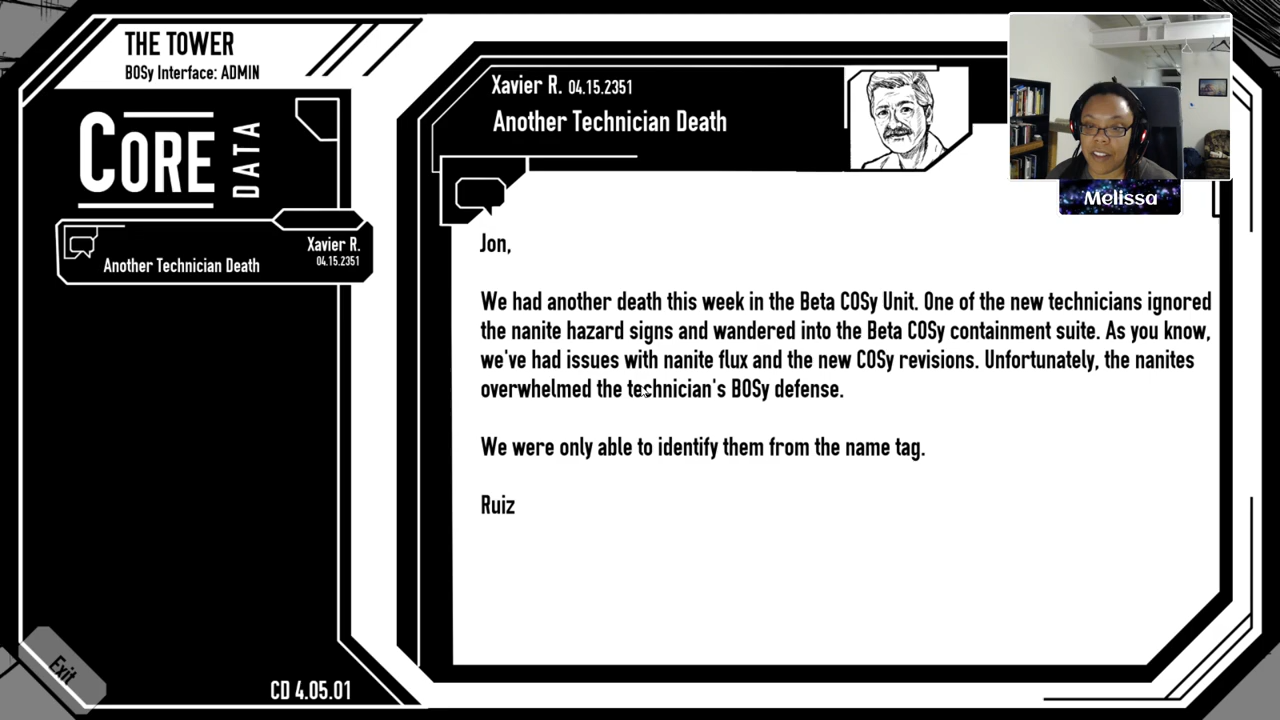 THE TOWER
BOSy Interface: ADMIN
CORE
DATA
Xavier R.
04.15.2351
Another Technician Death
Exit
CD 4.05.01
Xavier R. 04.15.2351
Another Technician Death
Jon,
We had another death this week in the Beta COSy Unit. One of the new technicians ignored
the nanite hazard signs and wandered into the Beta COSy containment suite. As you know,
we've had issues with nanite flux and the new COSy revisions. Unfortunately, the nanites
overwhelmed the technician's BOSy defense.
We were only able to identify them from the name tag.
Ruiz
Melissa